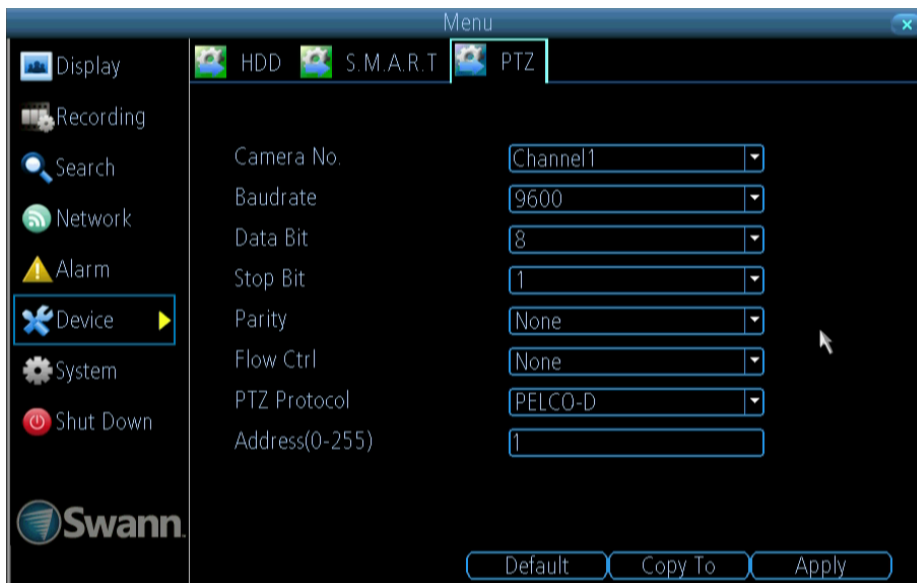 Menu
Display
Recording
Search
Network
Alarm
Device
System
Shut Down
Swann.
HDD S.M.A.R.T PTZ
Camera No. Channel1
Baudrate 9600
Data Bit 8
Stop Bit 1
Parity None
Flow Ctrl None
PTZ Protocol PELCO-D
Address(0-255) 1
Default Copy To Apply